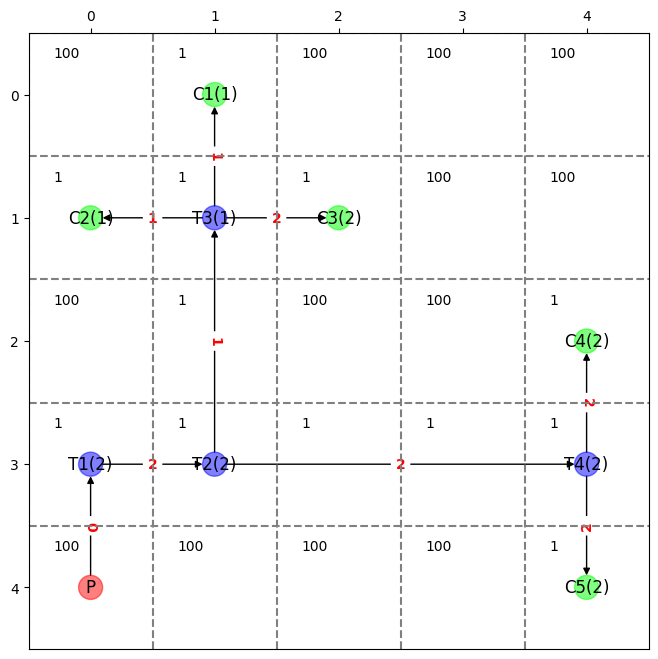 0 1 2 3 4
100 1 100 100 100
0 C1(1)
1
1 1 1 100 100
1 C2(1) 1 T3(1) 2 C3(2)
100 1 100 100 1
2 1 C4(2)
2
1 1 1 1 1
3 T1(2) 2 T2(2) 2 T4(2)
0 2
100 100 100 100 1
4 P C5(2)